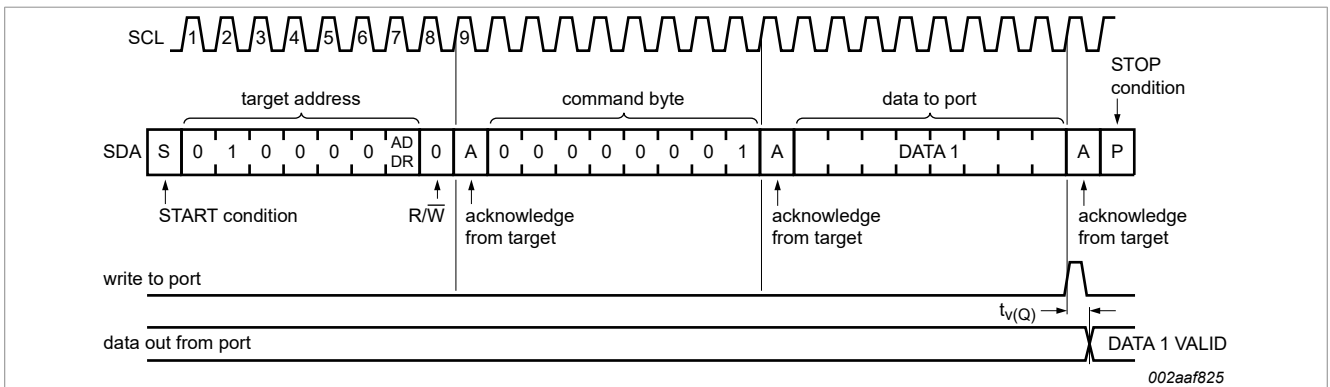 SCL 1 2 3 4 5 6 7 8 9
STOP
condition
target address command byte data to port
SDA S 0 1 0 0 0 0 AD DR 0 A 0 0 0 0 0 0 0 1 A DATA 1 A P
START condition R/W̅ acknowledge from target acknowledge from target acknowledge from target
write to port
tv(Q)
data out from port DATA 1 VALID
002aaf825